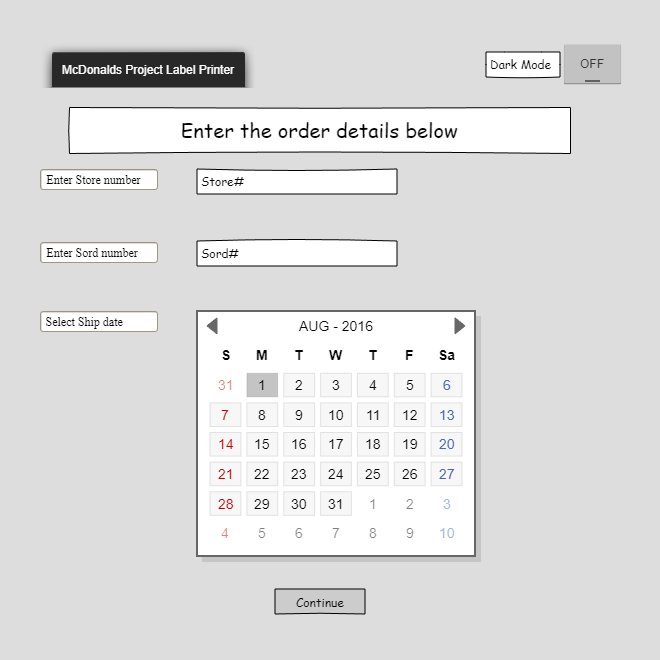 McDonalds Project Label Printer
Dark Mode OFF
Enter the order details below
Enter Store number Store#
Enter Sord number Sord#
Select Ship date
AUG - 2016
S M T W T F Sa
31 1 2 3 4 5 6
7 8 9 10 11 12 13
14 15 16 17 18 19 20
21 22 23 24 25 26 27
28 29 30 31 1 2 3
4 5 6 7 8 9 10
Continue